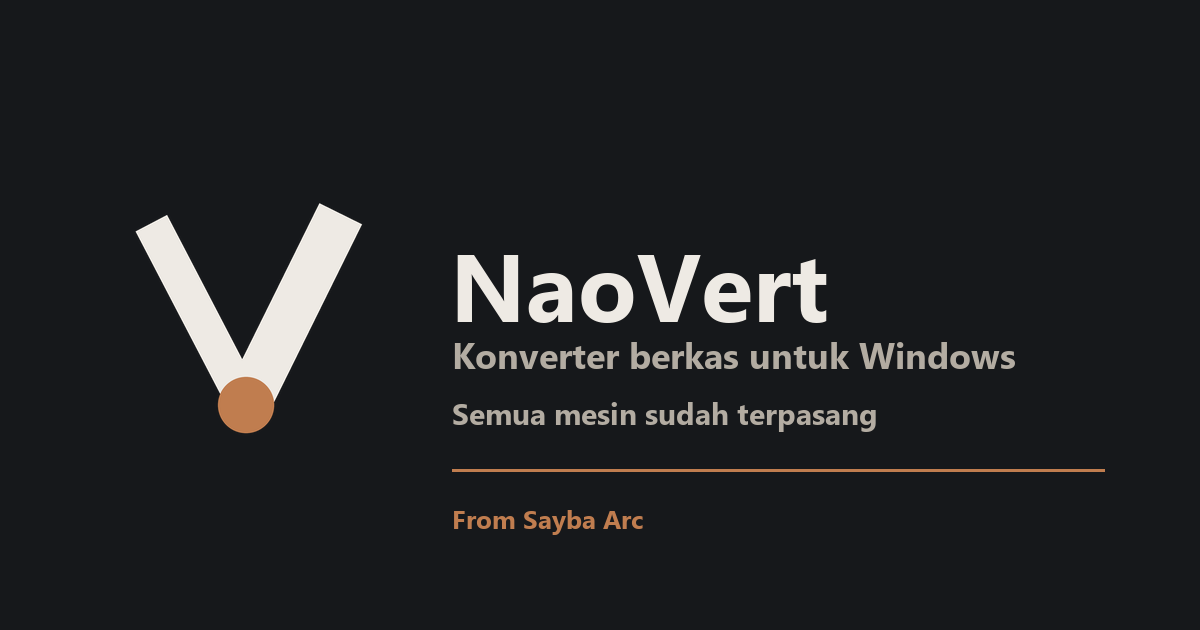 NaoVert
Konverter berkas untuk Windows
Semua mesin sudah terpasang
From Sayba Arc